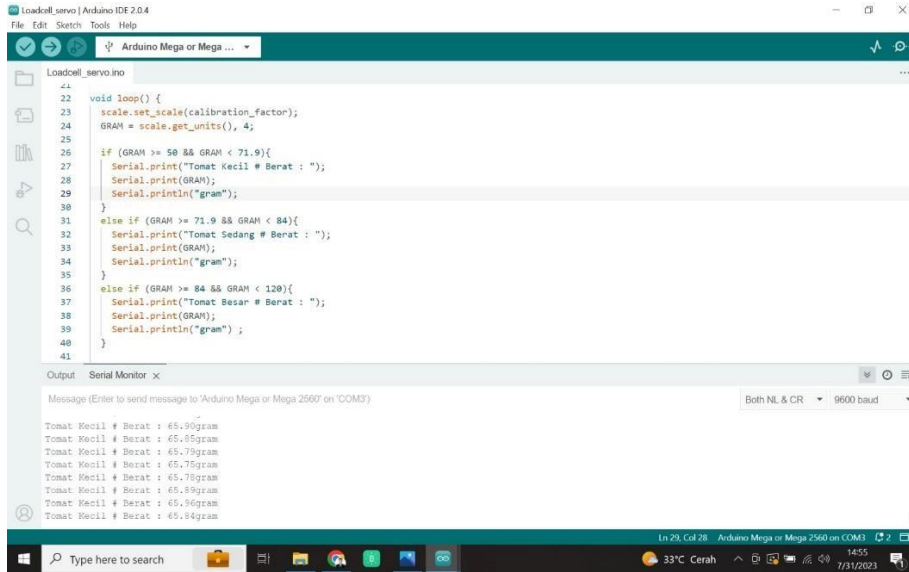 Loadcell_servo | Arduino IDE 2.0.4
File Edit Sketch Tools Help
Arduino Mega or Mega ...
Loadcell_servo.ino
21
22 void loop() {
23 scale.set_scale(calibration_factor);
24 GRAM = scale.get_units(), 4;
25
26 if (GRAM >= 50 && GRAM < 71.9){
27 Serial.print("Tomat Kecil # Berat : ");
28 Serial.print(GRAM);
29 Serial.println("gram");
30 }
31 else if (GRAM >= 71.9 && GRAM < 84){
32 Serial.print("Tomat Sedang # Berat : ");
33 Serial.print(GRAM);
34 Serial.println("gram");
35 }
36 else if (GRAM >= 84 && GRAM < 120){
37 Serial.print("Tomat Besar # Berat : ");
38 Serial.print(GRAM);
39 Serial.println("gram") ;
40 }
41
Output Serial Monitor
Message (Enter to send message to 'Arduino Mega or Mega 2560' on 'COM3')
Both NL & CR 9600 baud
Tomat Kecil # Berat : 65.90gram
Tomat Kecil # Berat : 65.85gram
Tomat Kecil # Berat : 65.79gram
Tomat Kecil # Berat : 65.75gram
Tomat Kecil # Berat : 65.78gram
Tomat Kecil # Berat : 65.89gram
Tomat Kecil # Berat : 65.96gram
Tomat Kecil # Berat : 65.84gram
Ln 29, Col 28 Arduino Mega or Mega 2560 on COM3 2
Type here to search
33°C Cerah
14:55
7/31/2023